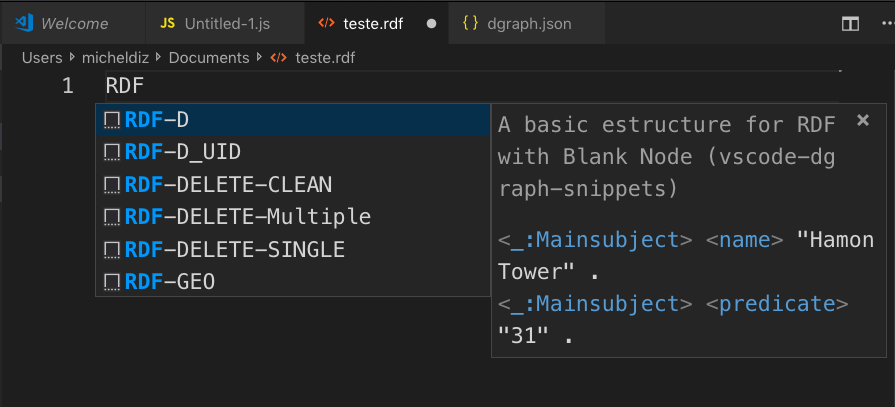 Welcome JS Untitled-1.js teste.rdf dgraph.json
Users micheldiz Documents teste.rdf
1 RDF
RDF-D
RDF-D_UID
RDF-DELETE-CLEAN
RDF-DELETE-Multiple
RDF-DELETE-SINGLE
RDF-GEO
A basic estructure for RDF
with Blank Node (vscode-dg
raph-snippets)
<_:Mainsubject> <name> "Hamon
Tower" .
<_:Mainsubject> <predicate>
"31" .